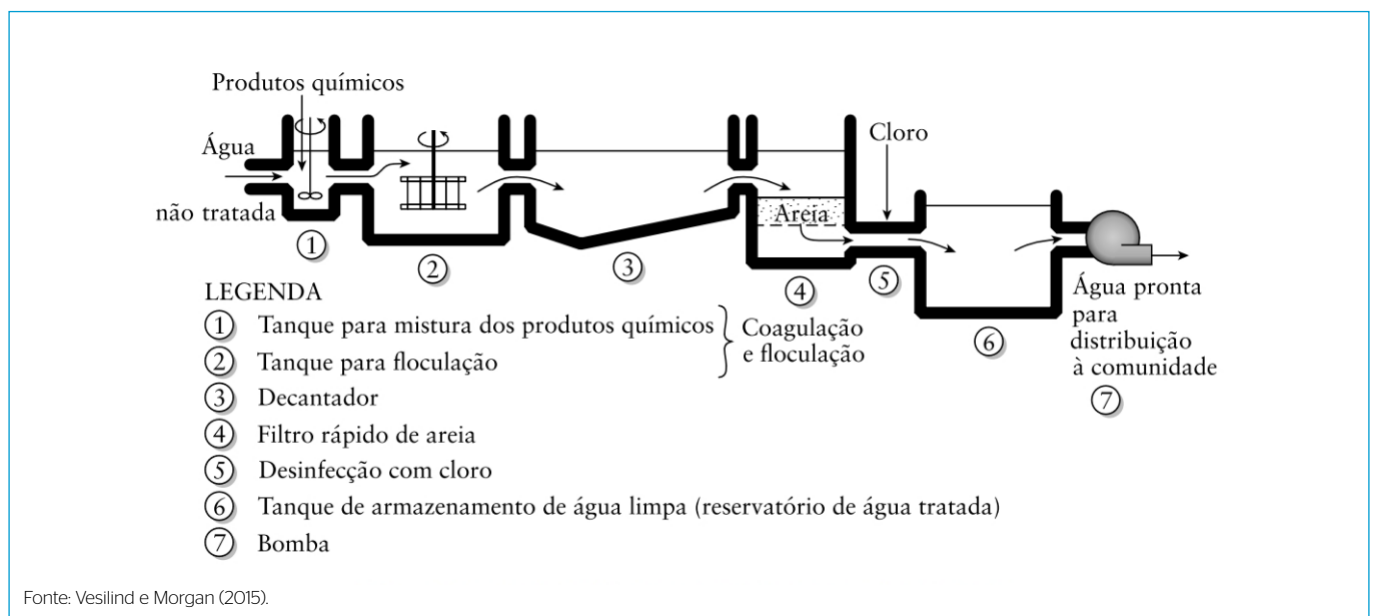 Produtos químicos
Água
não tratada
Cloro
Areia
1
2
3
4
5
6
Água pronta
para
distribuição
à comunidade
7
LEGENDA
1 Tanque para mistura dos produtos químicos
2 Tanque para floculação
Coagulação
e floculação
3 Decantador
4 Filtro rápido de areia
5 Desinfecção com cloro
6 Tanque de armazenamento de água limpa (reservatório de água tratada)
7 Bomba
Fonte: Vesilind e Morgan (2015).